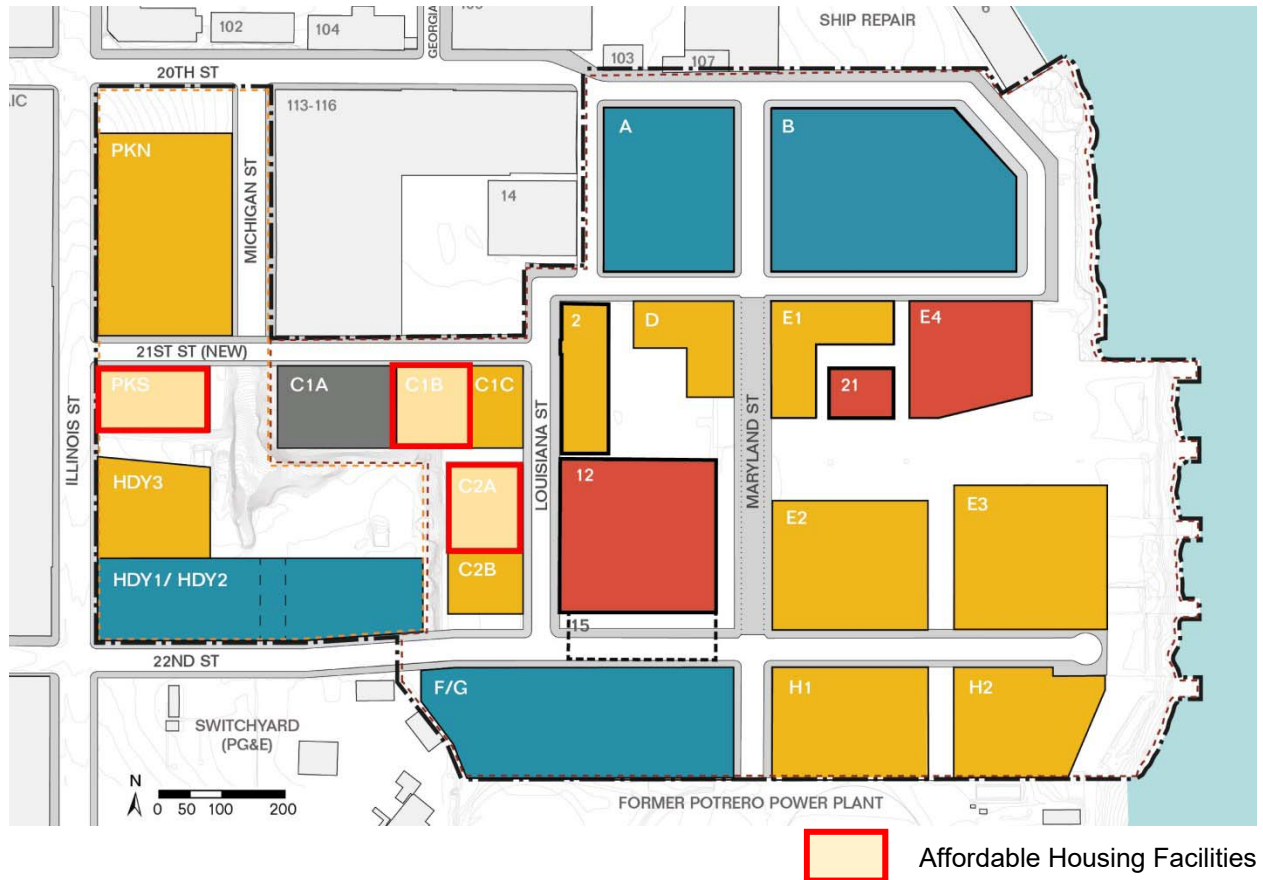 102
104
GEORGIA
103
107
SHIP REPAIR
6
20TH ST
113-116
A
B
PKN
MICHIGAN ST
14
2
D
E1
E4
21ST ST (NEW)
PKS
C1A
C1B
C1C
21
ILLINOIS ST
LOUISIANA ST
MARYLAND ST
HDY3
C2A
12
E2
E3
HDY1/ HDY2
C2B
15
22ND ST
F/G
H1
H2
SWITCHYARD
(PG&E)
N
0 50 100 200
FORMER POTRERO POWER PLANT
Affordable Housing Facilities